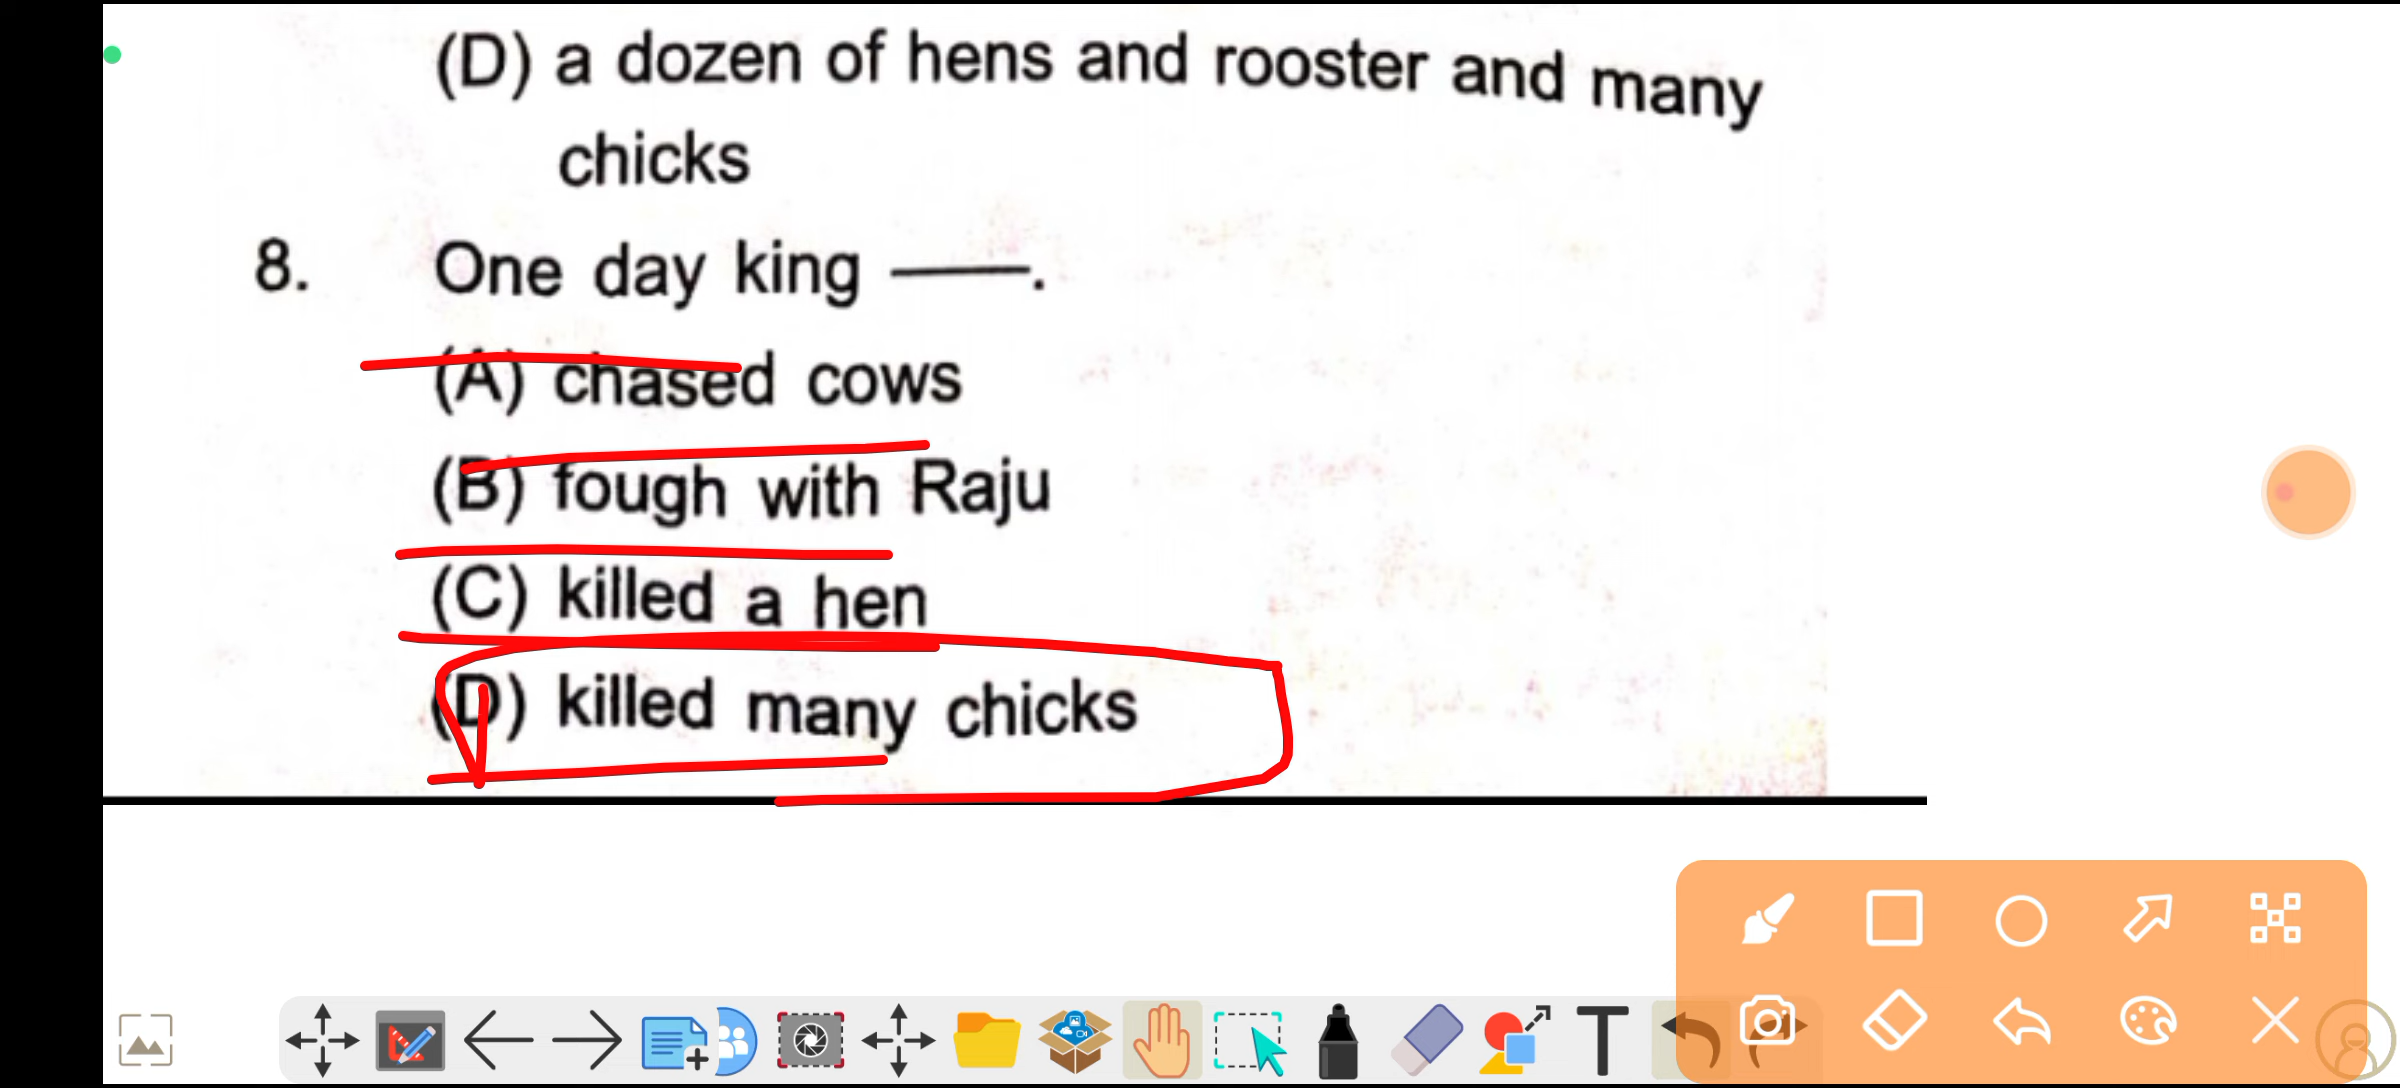 (D) a dozen of hens and rooster and many
chicks
8. One day king ——.
(A) chased cows
(B) fough with Raju
(C) killed a hen
(D) killed many chicks